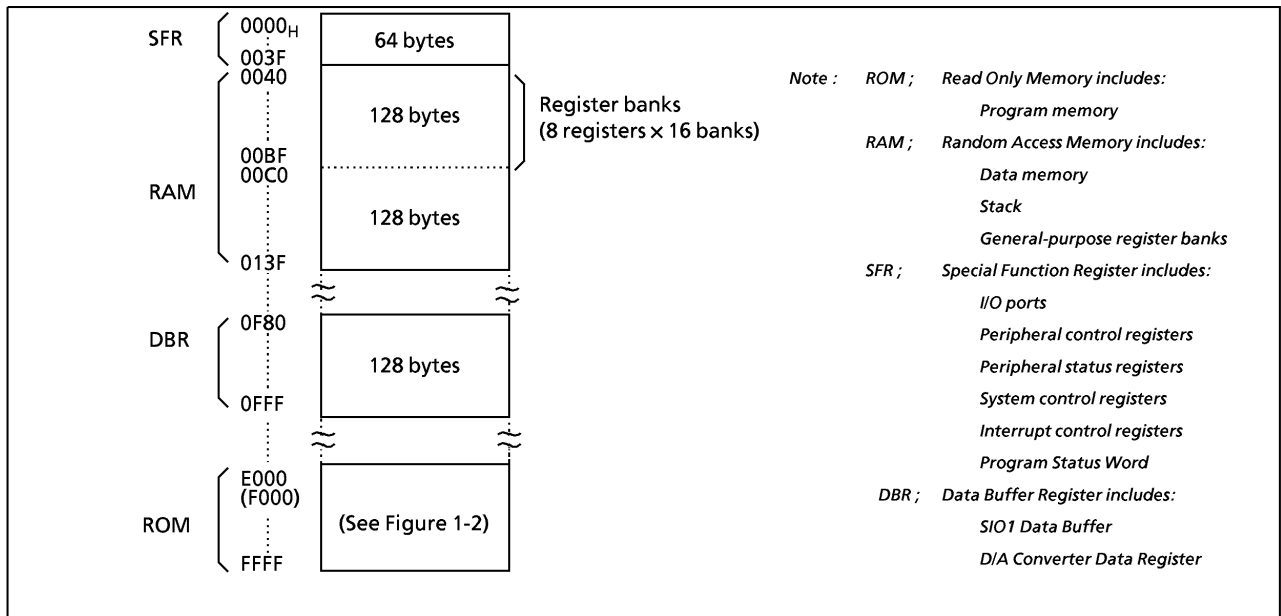 SFR
0000H
003F
64 bytes
RAM
0040
00BF
128 bytes
Register banks
(8 registers × 16 banks)
00C0
013F
128 bytes
DBR
0F80
0FFF
128 bytes
ROM
E000
(F000)
FFFF
(See Figure 1-2)
Note : ROM ; Read Only Memory includes:
Program memory
RAM ; Random Access Memory includes:
Data memory
Stack
General-purpose register banks
SFR ; Special Function Register includes:
I/O ports
Peripheral control registers
Peripheral status registers
System control registers
Interrupt control registers
Program Status Word
DBR ; Data Buffer Register includes:
SIO1 Data Buffer
D/A Converter Data Register